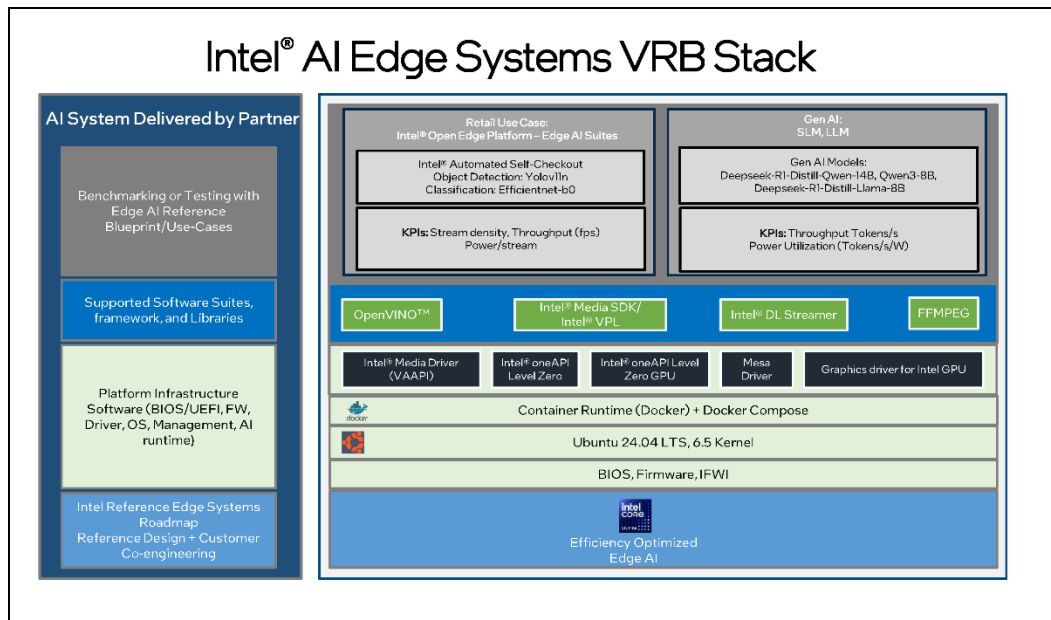 Intel® AI Edge Systems VRB Stack
AI System Delivered by Partner
Benchmarking or Testing with
Edge AI Reference
Blueprint/Use-Cases
Supported Software Suites,
framework, and Libraries
Platform Infrastructure
Software (BIOS/UEFI, FW,
Driver, OS, Management, AI
runtime)
Intel Reference Edge Systems
Roadmap
Reference Design + Customer
Co-engineering
Retail Use Case:
Intel® Open Edge Platform – Edge AI Suites
Intel® Automated Self-Checkout
Object Detection: Yolov11n
Classification: Efficientnet-b0
KPIs: Stream density, Throughput (fps)
Power/stream
Gen AI:
SLM, LLM
Gen AI Models:
Deepseek-R1-Distill-Qwen-14B, Qwen3-8B,
Deepseek-R1-Distill-Llama-8B
KPIs: Throughput Tokens/s
Power Utilization (Tokens/s/W)
OpenVINO™
Intel® Media SDK/
Intel® VPL
Intel® DL Streamer
FFMPEG
Intel® Media Driver
(VAAPI)
Intel® oneAPI
Level Zero
Intel® oneAPI Level
Zero GPU
Mesa
Driver
Graphics driver for Intel GPU
docker
Container Runtime (Docker) + Docker Compose
Ubuntu 24.04 LTS, 6.5 Kernel
BIOS, Firmware, IFWI
intel
CORE
ULTRA
Efficiency Optimized
Edge AI